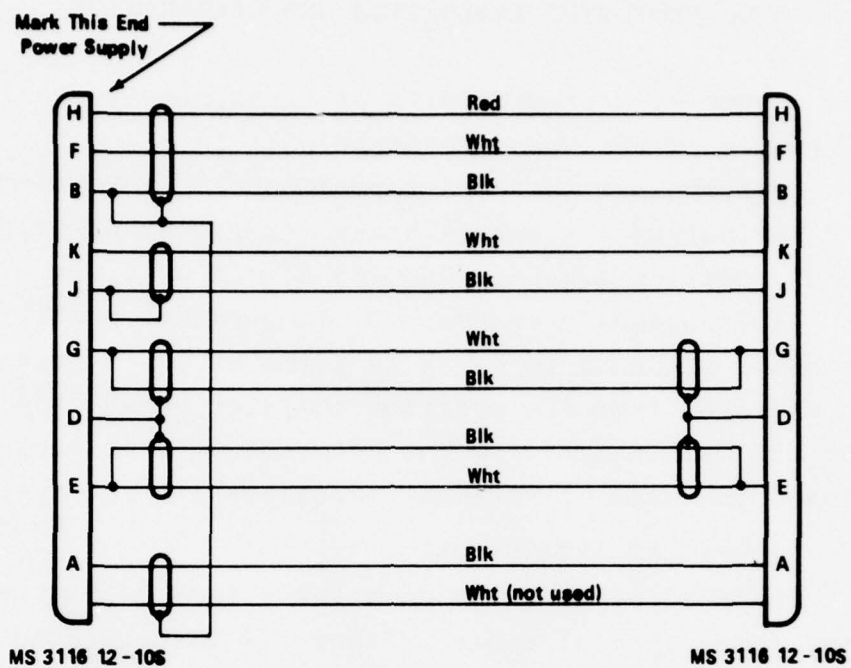 Mark This End
Power Supply
H Red H
F Wht F
B Blk B
K Wht K
J Blk J
G Wht G
Blk
D D
Blk
E Wht E
A Blk A
Wht (not used)
MS 3116 12-10S MS 3116 12-10S